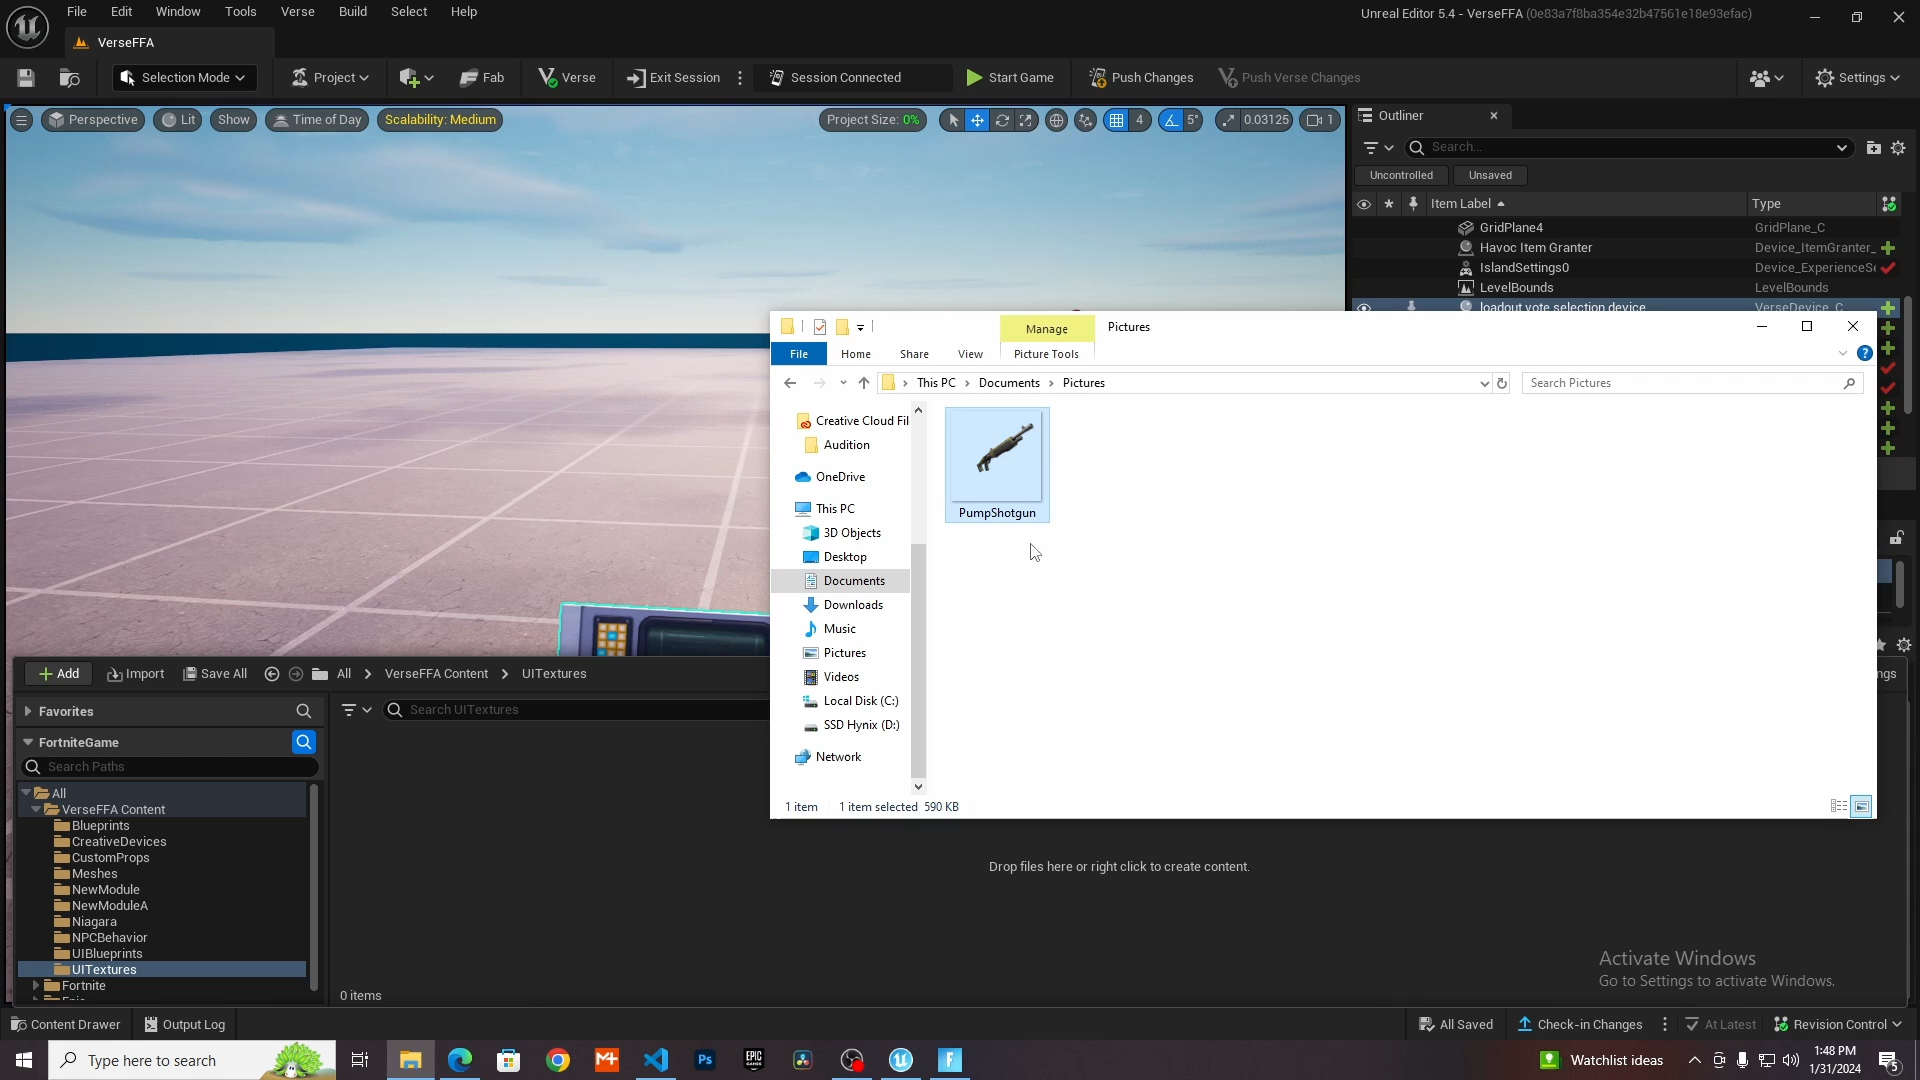 File Edit Window Tools Verse Build Select Help
Unreal Editor 5.4 - VerseFFA (0e83a7f8ba354e32b47561e18e93efac)
VerseFFA
Selection Mode Project Fab Verse Exit Session Session Connected Start Game Push Changes Push Verse Changes Settings
Perspective Lit Show Time of Day Scalability: Medium Project Size: 0% 4 5° 0.03125 1
Outliner
Search...
Uncontrolled Unsaved
Item Label Type
GridPlane4 GridPlane_C
Havoc Item Granter Device_ItemGranter_
IslandSettings0 Device_ExperienceSe
LevelBounds LevelBounds
loadout vote selection device VerseDevice_C
Manage Pictures
File Home Share View Picture Tools
This PC Documents Pictures
Search Pictures
Creative Cloud Fil
Audition
OneDrive
This PC
3D Objects
Desktop
Documents
Downloads
Music
Pictures
Videos
Local Disk (C:)
SSD Hynix (D:)
Network
PumpShotgun
1 item 1 item selected 590 KB
ngs
Add Import Save All All VerseFFA Content UITextures
Favorites
Search UITextures
FortniteGame
Search Paths
All
VerseFFA Content
Blueprints
CreativeDevices
CustomProps
Meshes
NewModule
NewModuleA
Niagara
NPCBehavior
UIBlueprints
UITextures
Fortnite
Epic
Drop files here or right click to create content.
0 items
Activate Windows
Go to Settings to activate Windows.
Content Drawer Output Log All Saved Check-in Changes At Latest Revision Control
Type here to search
M+
Ps
EPIC GAMES
Watchlist ideas
1:48 PM
1/31/2024
5